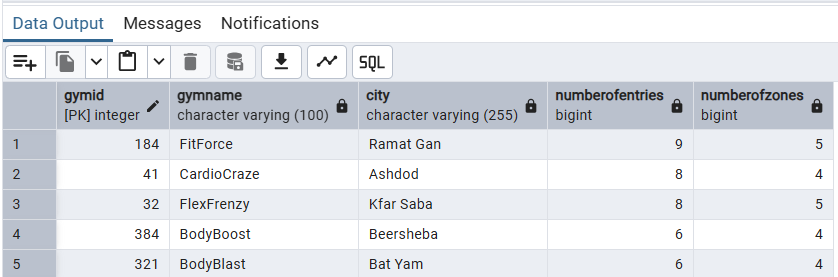 Data Output Messages Notifications
SQL
gymid gymname city numberofentries numberofzones
[PK] integer character varying (100) character varying (255) bigint bigint
1 184 FitForce Ramat Gan 9 5
2 41 CardioCraze Ashdod 8 4
3 32 FlexFrenzy Kfar Saba 8 5
4 384 BodyBoost Beersheba 6 4
5 321 BodyBlast Bat Yam 6 4